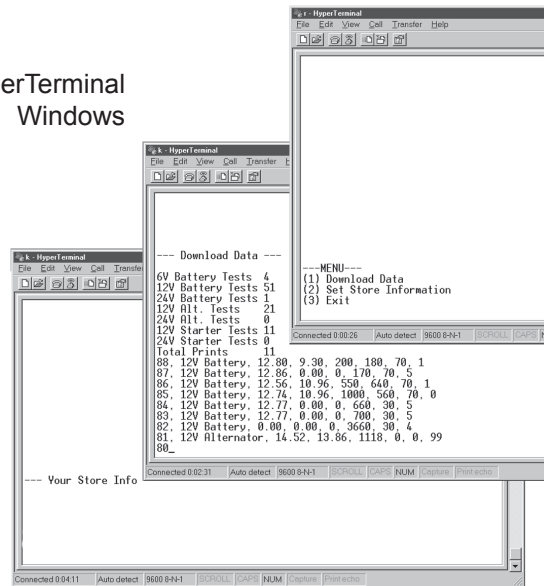 erTerminal
Windows
r - HyperTerminal
File Edit View Call Transfer Help
---MENU---
(1) Download Data
(2) Set Store Information
(3) Exit
Connected 0:00:26 Auto detect 9600 8-N-1 SCROLL CAPS
k - HyperTerminal
File Edit View Call Transfer
--- Download Data ---
6V Battery Tests 4
12V Battery Tests 51
24V Battery Tests 1
12V Alt. Tests 21
24V Alt. Tests 0
12V Starter Tests 11
24V Starter Tests 0
Total Prints 11
88, 12V Battery, 12.80, 9.30, 200, 180, 70, 1
87, 12V Battery, 12.86, 0.00, 0, 170, 70, 5
86, 12V Battery, 12.56, 10.96, 550, 640, 70, 1
85, 12V Battery, 12.74, 10.96, 1000, 560, 70, 0
84, 12V Battery, 12.77, 0.00, 0, 660, 30, 5
83, 12V Battery, 12.77, 0.00, 0, 700, 30, 5
82, 12V Battery, 0.00, 0.00, 0, 3660, 30, 4
81, 12V Alternator, 14.52, 13.86, 1118, 0, 0, 99
80_
Connected 0:02:31 Auto detect 9600 8-N-1 SCROLL CAPS NUM Capture Print echo
k - HyperTerminal
File Edit View Call Transfe
--- Your Store Info
Connected 0:04:11 Auto detect 9600 8-N-1 SCROLL CAPS NUM Capture Print echo